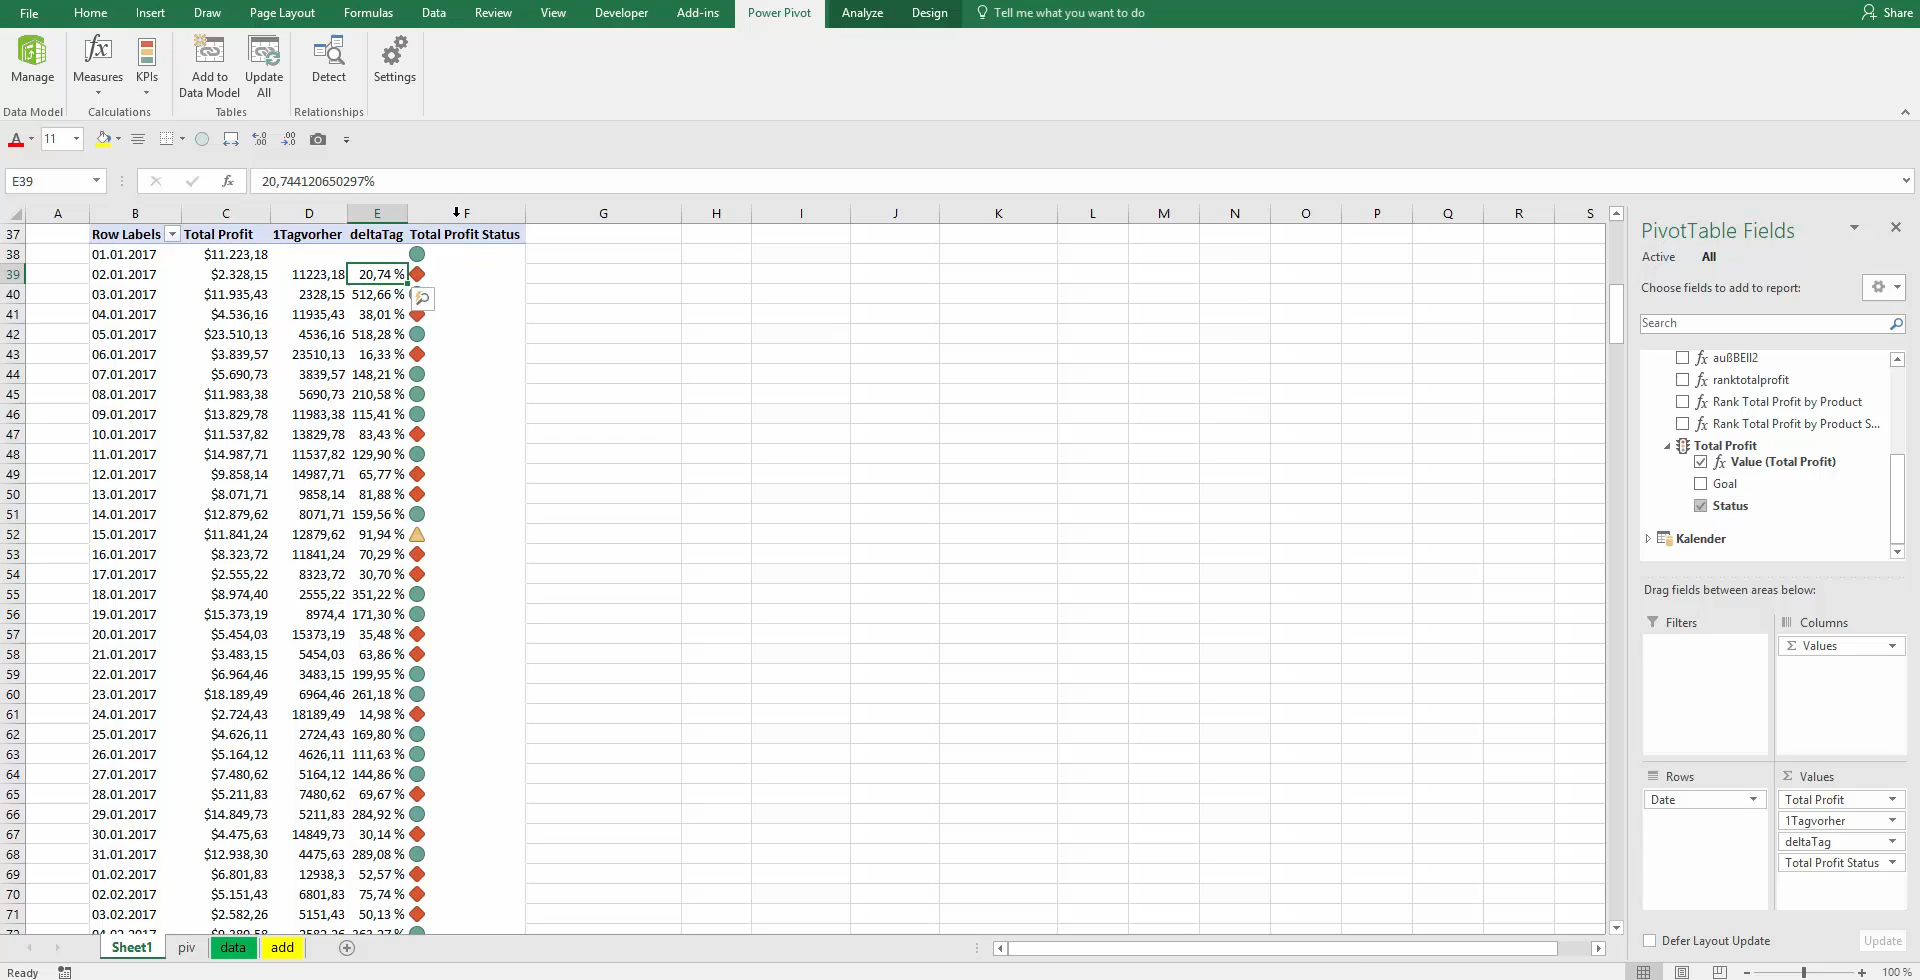 File Home Insert Draw Page Layout Formulas Data Review View Developer Add-ins Power Pivot Analyze Design Tell me what you want to do Share
Manage Measures KPIs Add to Data Model Update All Detect Settings
Data Model Calculations Tables Relationships
A 11
E39 fx 20,744120650297%
A B C D E F G H I J K L M N O P Q R S
37 Row Labels Total Profit 1Tagvorher deltaTag Total Profit Status
38 01.01.2017 $11.223,18
39 02.01.2017 $2.328,15 11223,18 20,74 %
40 03.01.2017 $11.935,43 2328,15 512,66 %
41 04.01.2017 $4.536,16 11935,43 38,01 %
42 05.01.2017 $23.510,13 4536,16 518,28 %
43 06.01.2017 $3.839,57 23510,13 16,33 %
44 07.01.2017 $5.690,73 3839,57 148,21 %
45 08.01.2017 $11.983,38 5690,73 210,58 %
46 09.01.2017 $13.829,78 11983,38 115,41 %
47 10.01.2017 $11.537,82 13829,78 83,43 %
48 11.01.2017 $14.987,71 11537,82 129,90 %
49 12.01.2017 $9.858,14 14987,71 65,77 %
50 13.01.2017 $8.071,71 9858,14 81,88 %
51 14.01.2017 $12.879,62 8071,71 159,56 %
52 15.01.2017 $11.841,24 12879,62 91,94 %
53 16.01.2017 $8.323,72 11841,24 70,29 %
54 17.01.2017 $2.555,22 8323,72 30,70 %
55 18.01.2017 $8.974,40 2555,22 351,22 %
56 19.01.2017 $15.373,19 8974,4 171,30 %
57 20.01.2017 $5.454,03 15373,19 35,48 %
58 21.01.2017 $3.483,15 5454,03 63,86 %
59 22.01.2017 $6.964,46 3483,15 199,95 %
60 23.01.2017 $18.189,49 6964,46 261,18 %
61 24.01.2017 $2.724,43 18189,49 14,98 %
62 25.01.2017 $4.626,11 2724,43 169,80 %
63 26.01.2017 $5.164,12 4626,11 111,63 %
64 27.01.2017 $7.480,62 5164,12 144,86 %
65 28.01.2017 $5.211,83 7480,62 69,67 %
66 29.01.2017 $14.849,73 5211,83 284,92 %
67 30.01.2017 $4.475,63 14849,73 30,14 %
68 31.01.2017 $12.938,30 4475,63 289,08 %
69 01.02.2017 $6.801,83 12938,3 52,57 %
70 02.02.2017 $5.151,43 6801,83 75,74 %
71 03.02.2017 $2.582,26 5151,43 50,13 %
PivotTable Fields
Active All
Choose fields to add to report:
Search
fx außBEII2
fx ranktotalprofit
fx Rank Total Profit by Product
fx Rank Total Profit by Product S...
Total Profit
fx Value (Total Profit)
Goal
Status
Kalender
Drag fields between areas below:
Filters Columns
Σ Values
Rows Σ Values
Date Total Profit
1Tagvorher
deltaTag
Total Profit Status
Defer Layout Update Update
Sheet1 piv data add
Ready 100 %